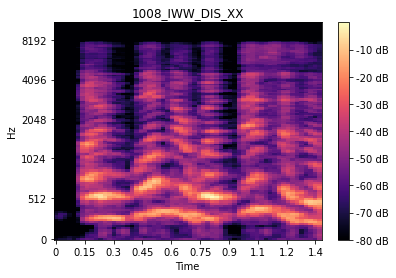 1008_IWW_DIS_XX
8192
4096
2048
1024
512
0
Hz
0 0.15 0.3 0.45 0.6 0.75 0.9 1.1 1.2 1.4
Time
-10 dB
-20 dB
-30 dB
-40 dB
-50 dB
-60 dB
-70 dB
-80 dB